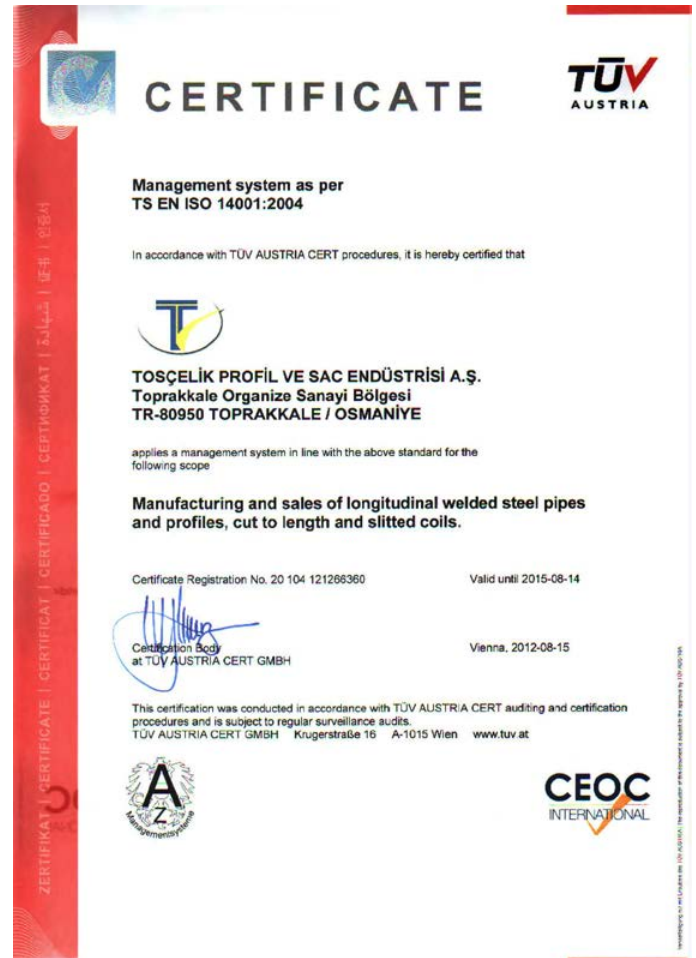 CERTIFICATE
TÜV
AUSTRIA
Management system as per
TS EN ISO 14001:2004
In accordance with TÜV AUSTRIA CERT procedures, it is hereby certified that
T
TOSÇELİK PROFİL VE SAC ENDÜSTRİSİ A.Ş.
Toprakkale Organize Sanayi Bölgesi
TR-80950 TOPRAKKALE / OSMANİYE
applies a management system in line with the above standard for the
following scope
Manufacturing and sales of longitudinal welded steel pipes
and profiles, cut to length and slitted coils.
Certificate Registration No. 20 104 121266360
Valid until 2015-08-14
Certification Body
at TÜV AUSTRIA CERT GMBH
Vienna, 2012-08-15
This certification was conducted in accordance with TÜV AUSTRIA CERT auditing and certification
procedures and is subject to regular surveillance audits.
TÜV AUSTRIA CERT GMBH Krugerstraße 16 A-1015 Wien www.tuv.at
A
Z
Managementsysteme
CEOC
INTERNATIONAL
ZERTIFIKAT | CERTIFICATE | CERTIFICAT | CERTIFICADO | СЕРТИФИКАТ | شهادة | 证书 | 인증서